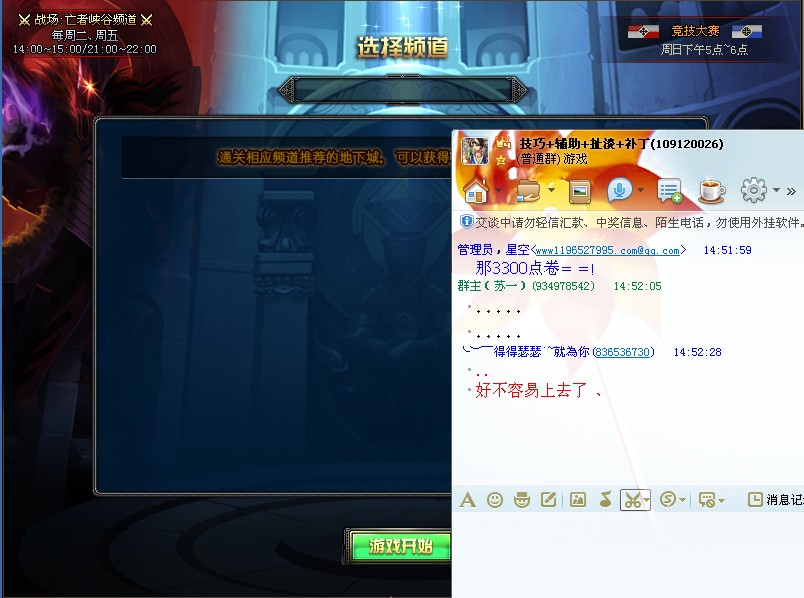 战场:亡者峡谷频道
每周二、周五
14:00~15:00/21:00~22:00
选择频道
竞技大赛
周日下午5点~6点
通关相应频道推荐的地下城，可以获得
技巧+辅助+扯淡+补丁(109120026)
(普通群)游戏
交谈中请勿轻信汇款、中奖信息、陌生电话，勿使用外挂软件。
管理员，星空<www1196527995.com@qq.com> 14:51:59
那3300点卷= =!
群主(苏一)(934978542) 14:52:05
.....
.....
得得瑟瑟 就為你(836536730) 14:52:28
..
好不容易上去了 、
消息记
游戏开始